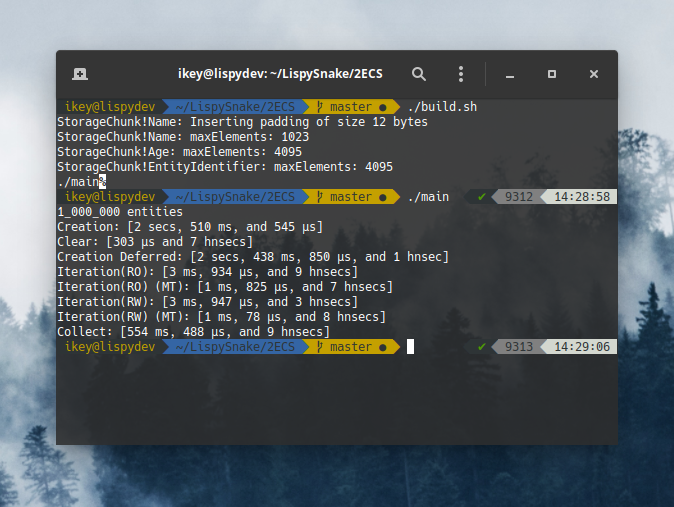 ikey@lispydev: ~/LispySnake/2ECS
ikey@lispydev ~/LispySnake/2ECS master ● ./build.sh
StorageChunk!Name: Inserting padding of size 12 bytes
StorageChunk!Name: maxElements: 1023
StorageChunk!Age: maxElements: 4095
StorageChunk!EntityIdentifier: maxElements: 4095
./main%
ikey@lispydev ~/LispySnake/2ECS master ● ./main ✔ 9312 14:28:58
1_000_000 entities
Creation: [2 secs, 510 ms, and 545 μs]
Clear: [303 μs and 7 hnsecs]
Creation Deferred: [2 secs, 438 ms, 850 μs, and 1 hnsec]
Iteration(RO): [3 ms, 934 μs, and 9 hnsecs]
Iteration(RO) (MT): [1 ms, 825 μs, and 7 hnsecs]
Iteration(RW): [3 ms, 947 μs, and 3 hnsecs]
Iteration(RW) (MT): [1 ms, 78 μs, and 8 hnsecs]
Collect: [554 ms, 488 μs, and 9 hnsecs]
ikey@lispydev ~/LispySnake/2ECS master ● ✔ 9313 14:29:06